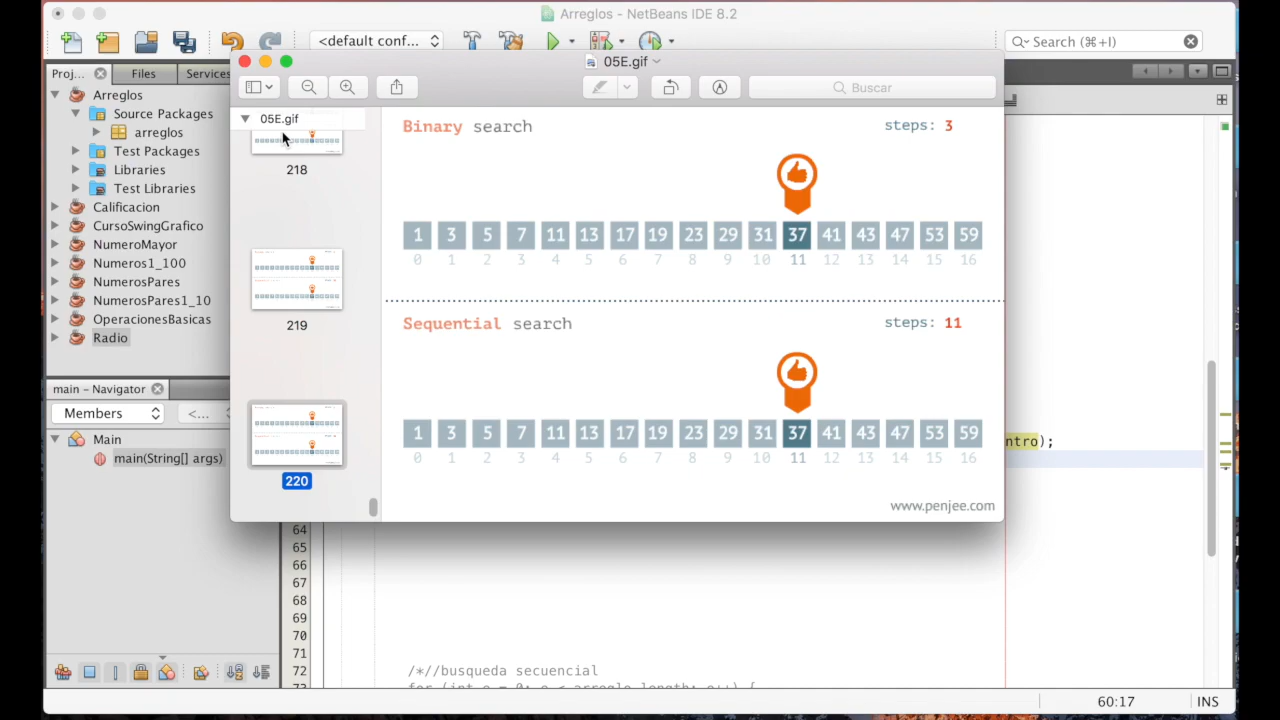 Arreglos - NetBeans IDE 8.2
<default conf...
Search (⌘+I)
Proj...
Files
Services
Arreglos
Source Packages
arreglos
Test Packages
Libraries
Test Libraries
Calificacion
CursoSwingGrafico
NumeroMayor
Numeros1_100
NumerosPares
NumerosPares1_10
OperacionesBasicas
Radio
main - Navigator
Members
<...
Main
main(String[] args)
05E.gif
Buscar
05E.gif
218
219
220
Binary search
steps: 3
1 3 5 7 11 13 17 19 23 29 31 37 41 43 47 53 59
0 1 2 3 4 5 6 7 8 9 10 11 12 13 14 15 16
Sequential search
steps: 11
1 3 5 7 11 13 17 19 23 29 31 37 41 43 47 53 59
0 1 2 3 4 5 6 7 8 9 10 11 12 13 14 15 16
www.penjee.com
ntro);
64
65
66
67
68
69
70
71
72 /*//busqueda secuencial
73 for (int e = 0; e < arreglo.length; e++) {
60:17
INS